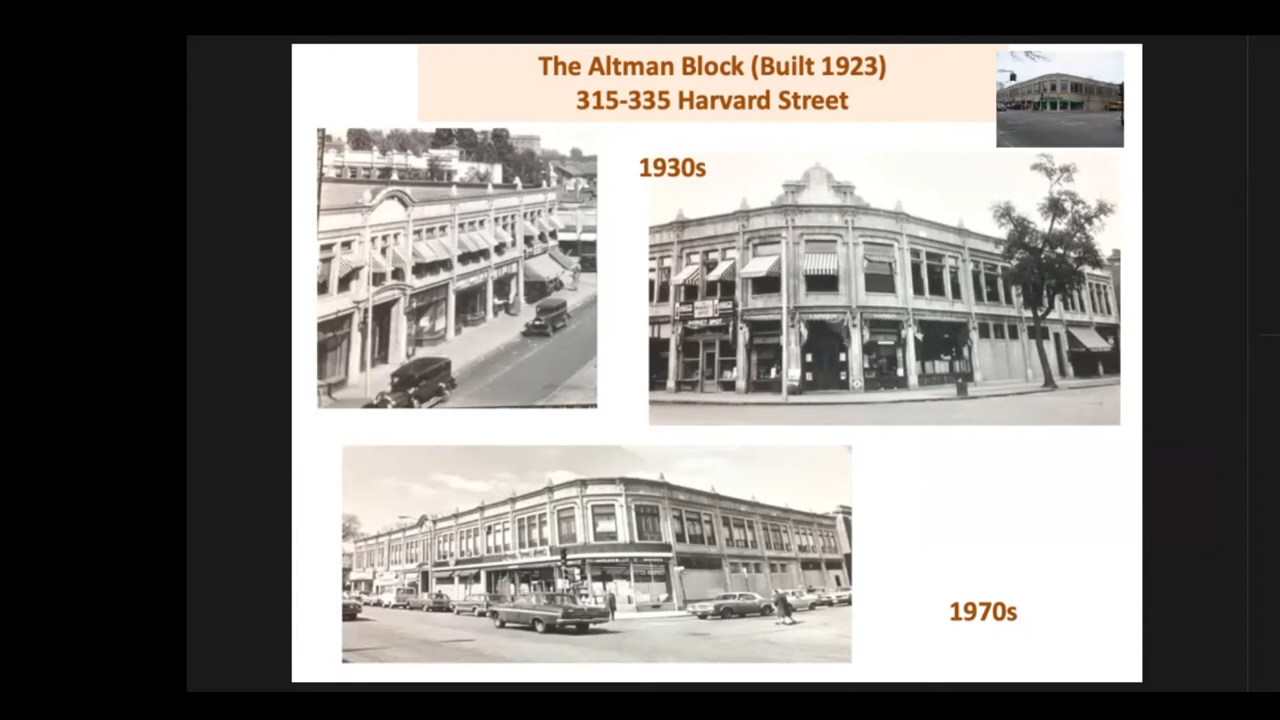 The Altman Block (Built 1923)
315-335 Harvard Street
1930s
1970s